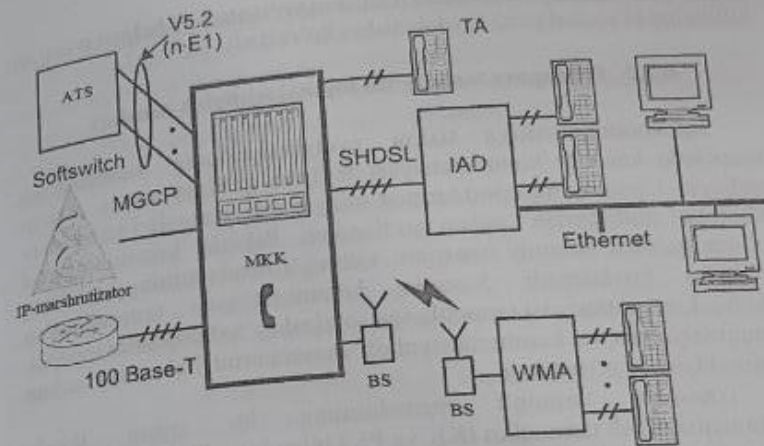 V5.2
(n·E1)
ATS
TA
Softswitch
MGCP
SHDSL
IAD
Ethernet
MKK
IP-marshrutizator
100 Base-T
BS
BS
WMA